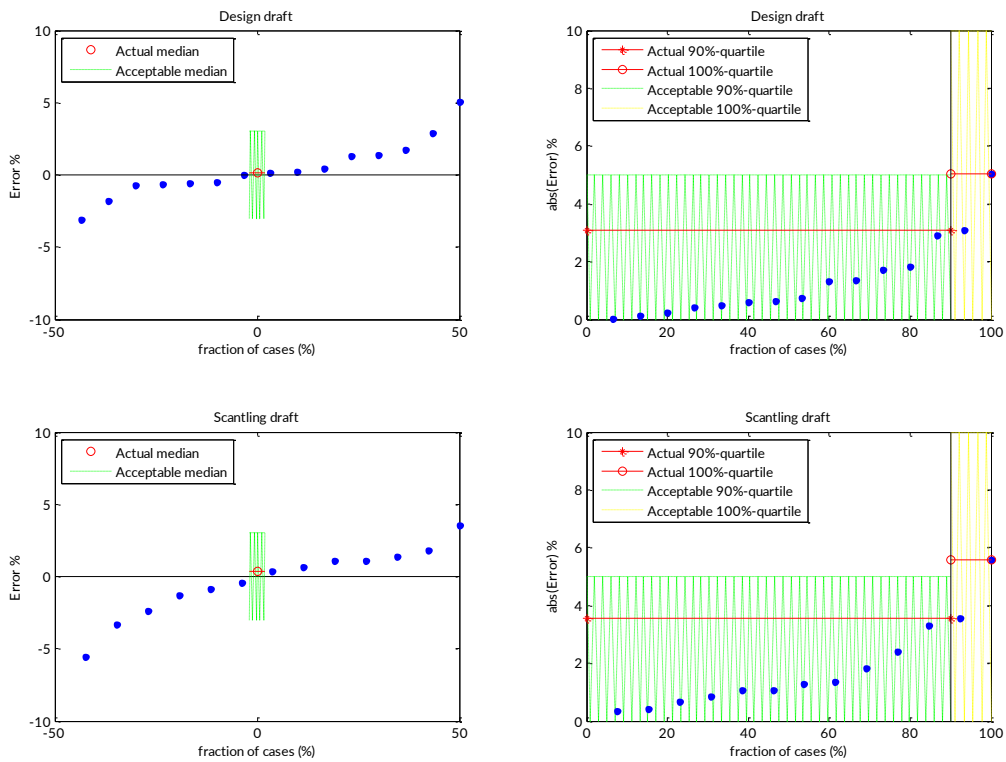 Design draft
10
5
0
-5
-10
Error %
-50
0
50
fraction of cases (%)
Actual median
Acceptable median
Design draft
10
8
6
4
2
0
abs(Error) %
0
20
40
60
80
100
fraction of cases (%)
Actual 90%-quartile
Actual 100%-quartile
Acceptable 90%-quartile
Acceptable 100%-quartile
Scantling draft
10
5
0
-5
-10
Error %
-50
0
50
fraction of cases (%)
Actual median
Acceptable median
Scantling draft
10
8
6
4
2
0
abs(Error) %
0
20
40
60
80
100
fraction of cases (%)
Actual 90%-quartile
Actual 100%-quartile
Acceptable 90%-quartile
Acceptable 100%-quartile